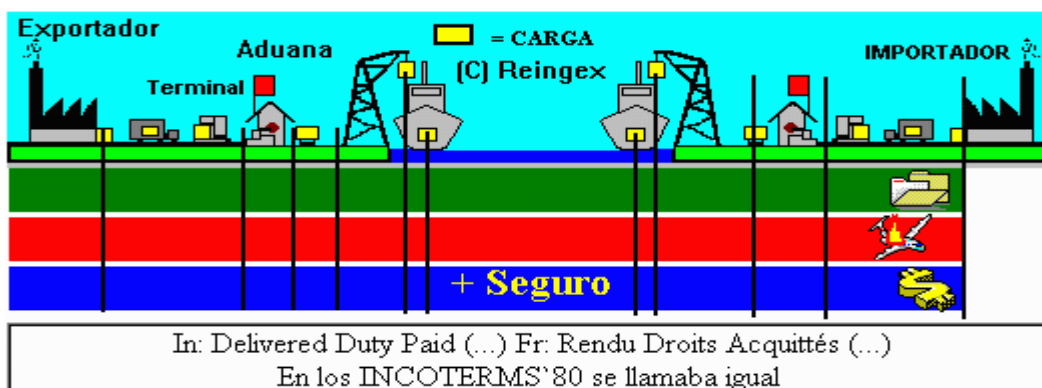 Exportador
Aduana
= CARGA
IMPORTADOR
(C) Reingex
Terminal
+ Seguro
In: Delivered Duty Paid (...) Fr: Rendu Droits Acquittés (...)
En los INCOTERMS`80 se llamaba igual